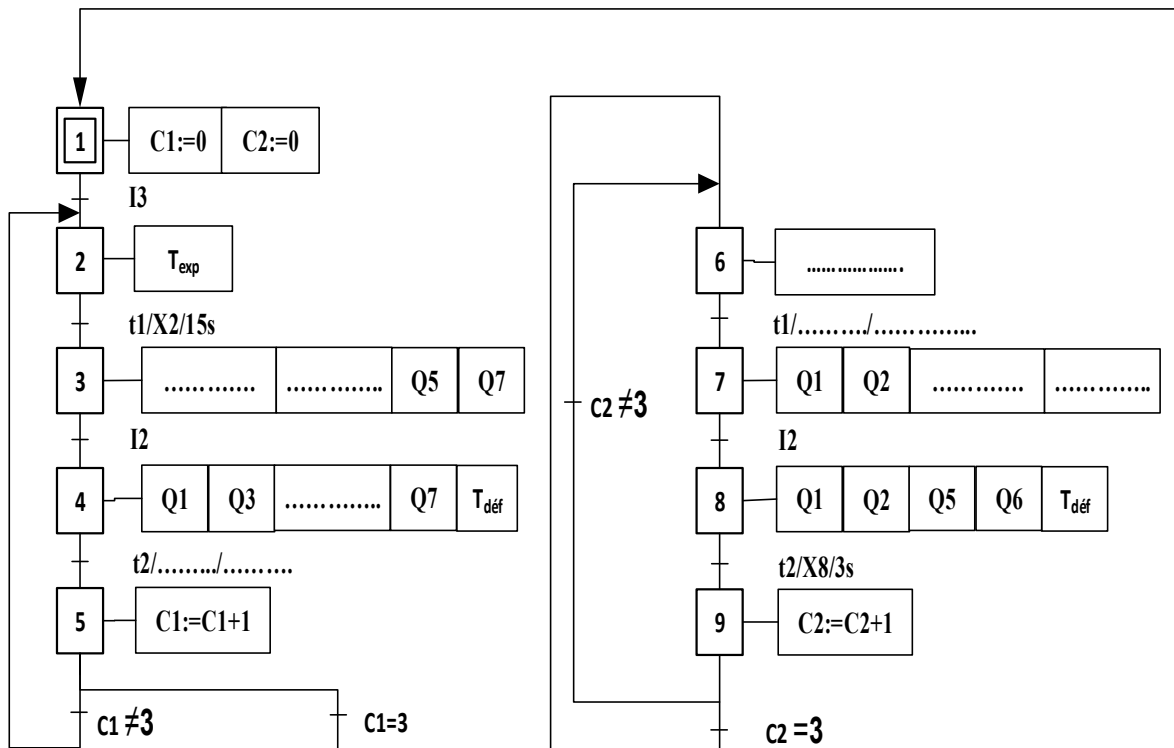 1
C1:=0 C2:=0
I3
2
Texp
t1/X2/15s
3
............. .............. Q5 Q7
I2
4
Q1 Q3 .............. Q7 Tdéf
t2/........./..........
5
C1:=C1+1
C1 ≠3
C1=3
6
..................
t1/........../...............
7
Q1 Q2 ............. ..............
I2
C2 ≠3
8
Q1 Q2 Q5 Q6 Tdéf
t2/X8/3s
9
C2:=C2+1
C2 =3